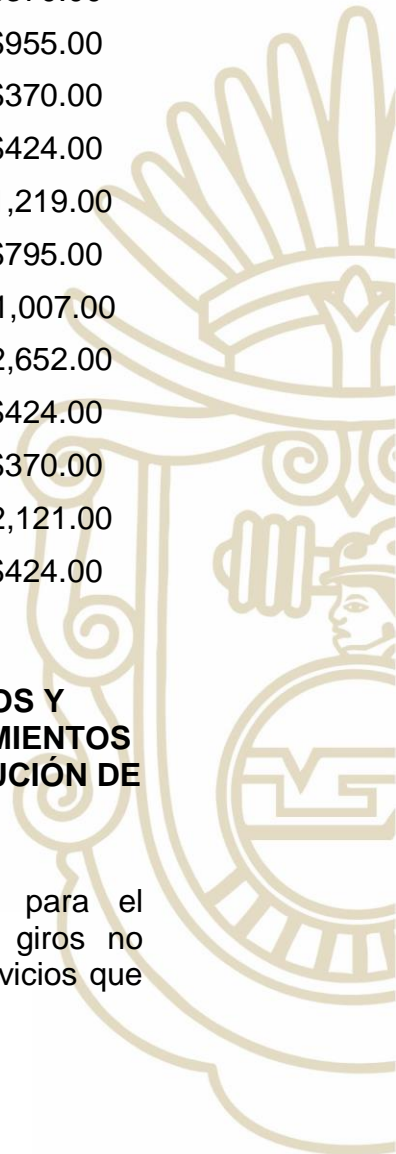 $955.00
$370.00
$424.00
,219.00
$795.00
1,007.00
2,652.00
$424.00
$370.00
2,121.00
$424.00
OS Y
MIENTOS
UCIÓN DE
para el
giros no
vicios que